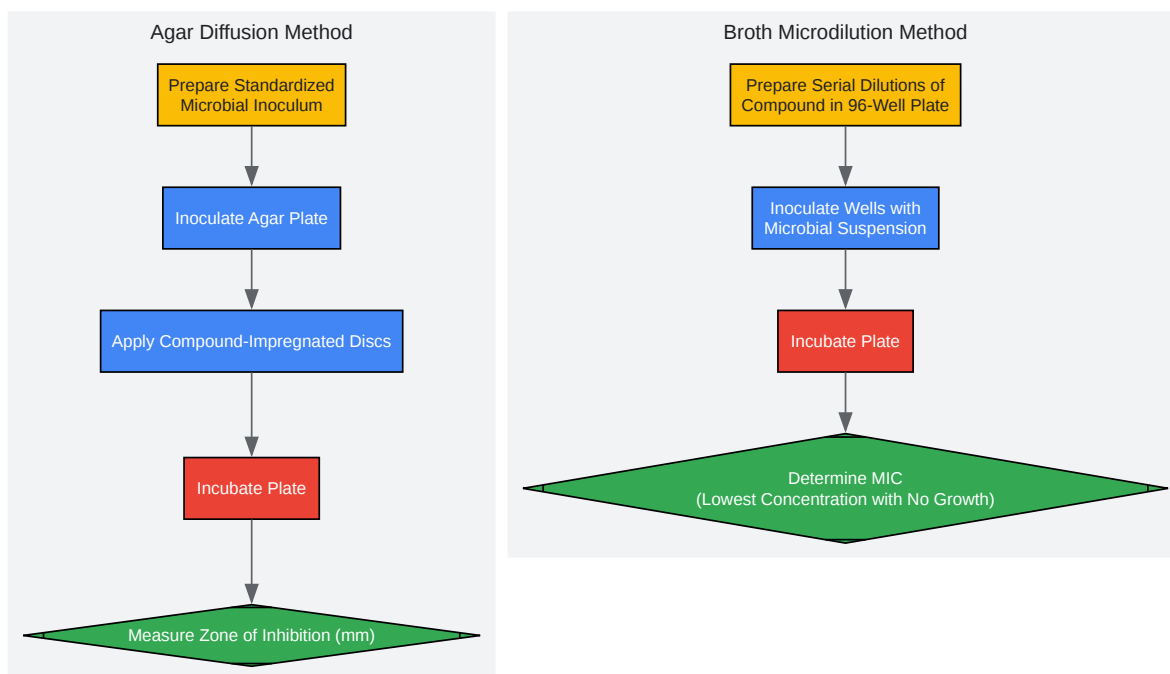 Agar Diffusion Method
Prepare Standardized
Microbial Inoculum
Inoculate Agar Plate
Apply Compound-Impregnated Discs
Incubate Plate
Measure Zone of Inhibition (mm)
Broth Microdilution Method
Prepare Serial Dilutions of
Compound in 96-Well Plate
Inoculate Wells with
Microbial Suspension
Incubate Plate
Determine MIC
(Lowest Concentration with No Growth)